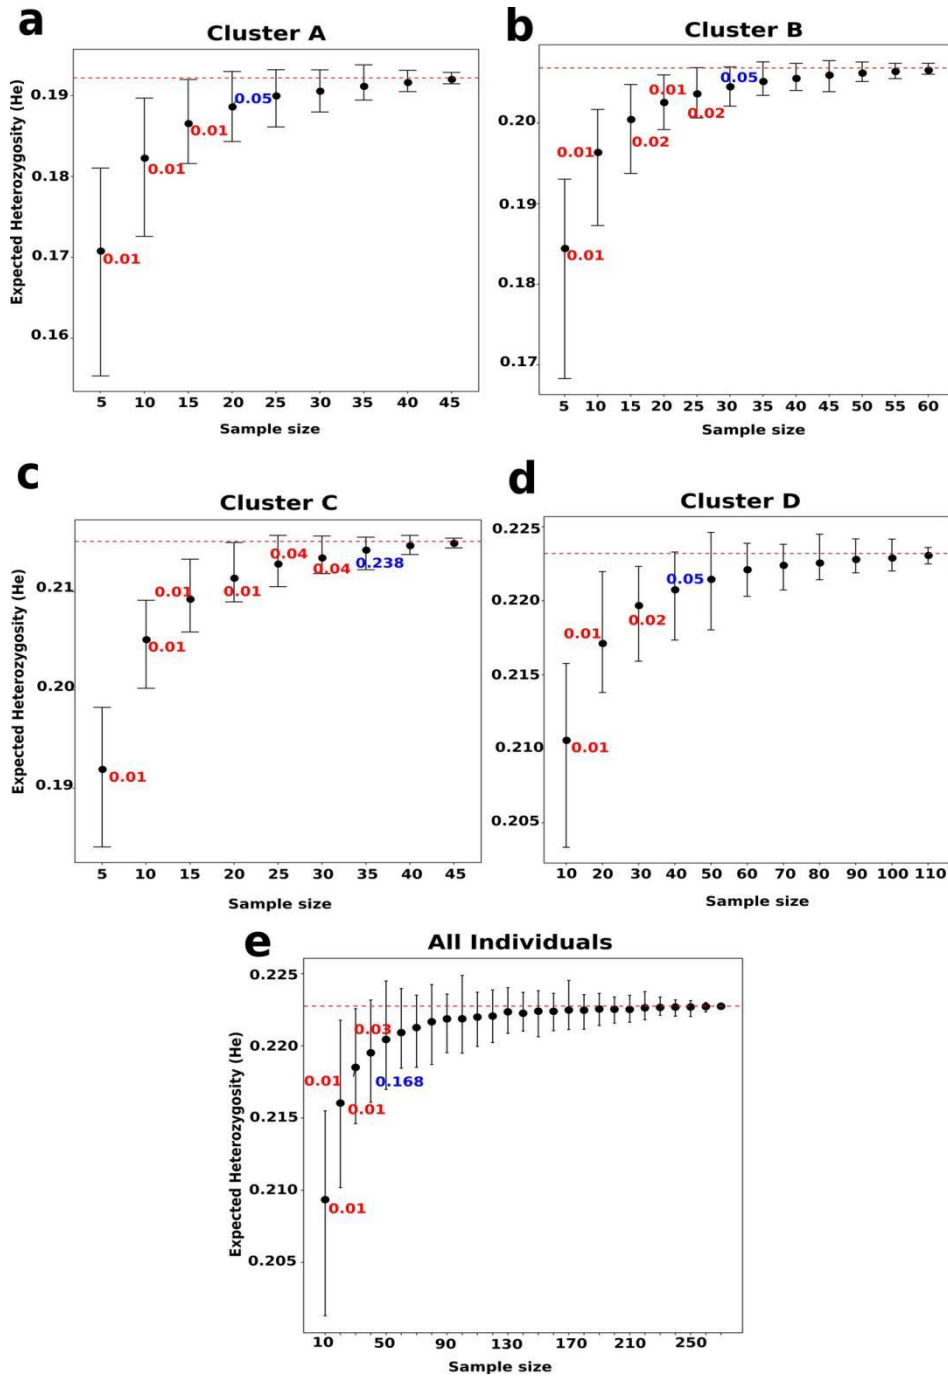 a
Cluster A
Expected Heterozygosity (He)
0.19
0.18
0.17
0.16
0.01
0.01
0.01
0.05
5 10 15 20 25 30 35 40 45
Sample size
b
Cluster B
0.20
0.19
0.18
0.17
0.01
0.01
0.02
0.01
0.02
0.05
5 10 15 20 25 30 35 40 45 50 55 60
Sample size
c
Cluster C
Expected Heterozygosity (He)
0.21
0.20
0.19
0.01
0.01
0.01
0.01
0.04
0.04
0.238
5 10 15 20 25 30 35 40 45
Sample size
d
Cluster D
0.225
0.220
0.215
0.210
0.205
0.01
0.01
0.02
0.05
10 20 30 40 50 60 70 80 90 100 110
Sample size
e
All Individuals
Expected Heterozygosity (He)
0.225
0.220
0.215
0.210
0.205
0.01
0.01
0.01
0.03
0.168
10 50 90 130 170 210 250
Sample size